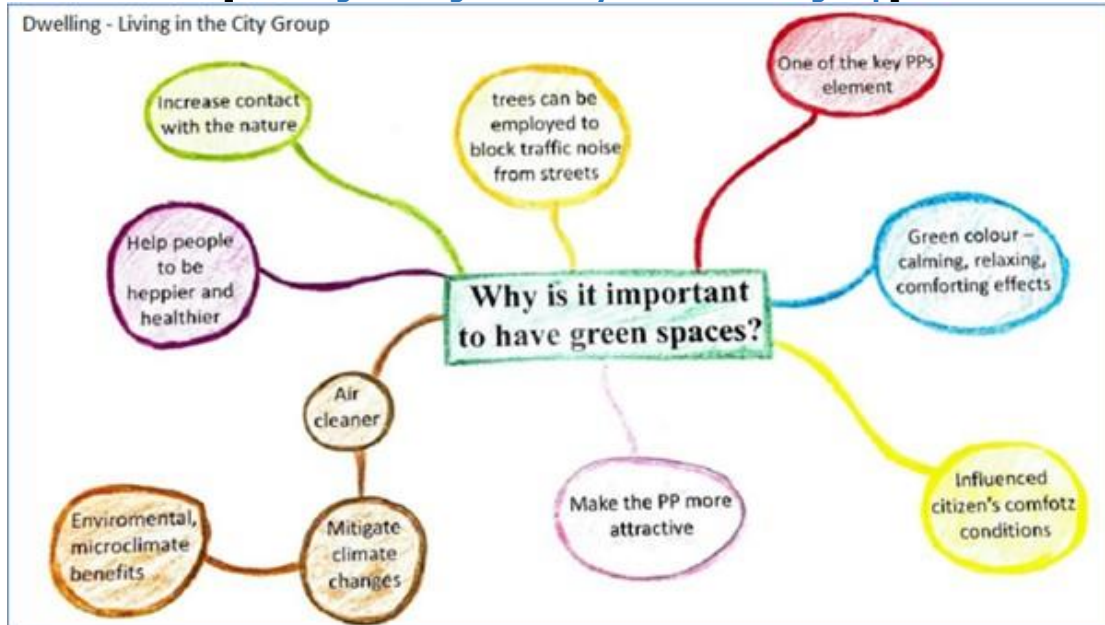 Dwelling - Living in the City Group
Increase contact
with the nature
trees can be
employed to
block traffic noise
from streets
One of the key PPs
element
Help people
to be
heppier and
healthier
Green colour –
calming, relaxing,
comforting effects
Why is it important
to have green spaces?
Air
cleaner
Mitigate
climate
changes
Enviromental,
microclimate
benefits
Make the PP more
attractive
Influenced
citizen's comfotz
conditions